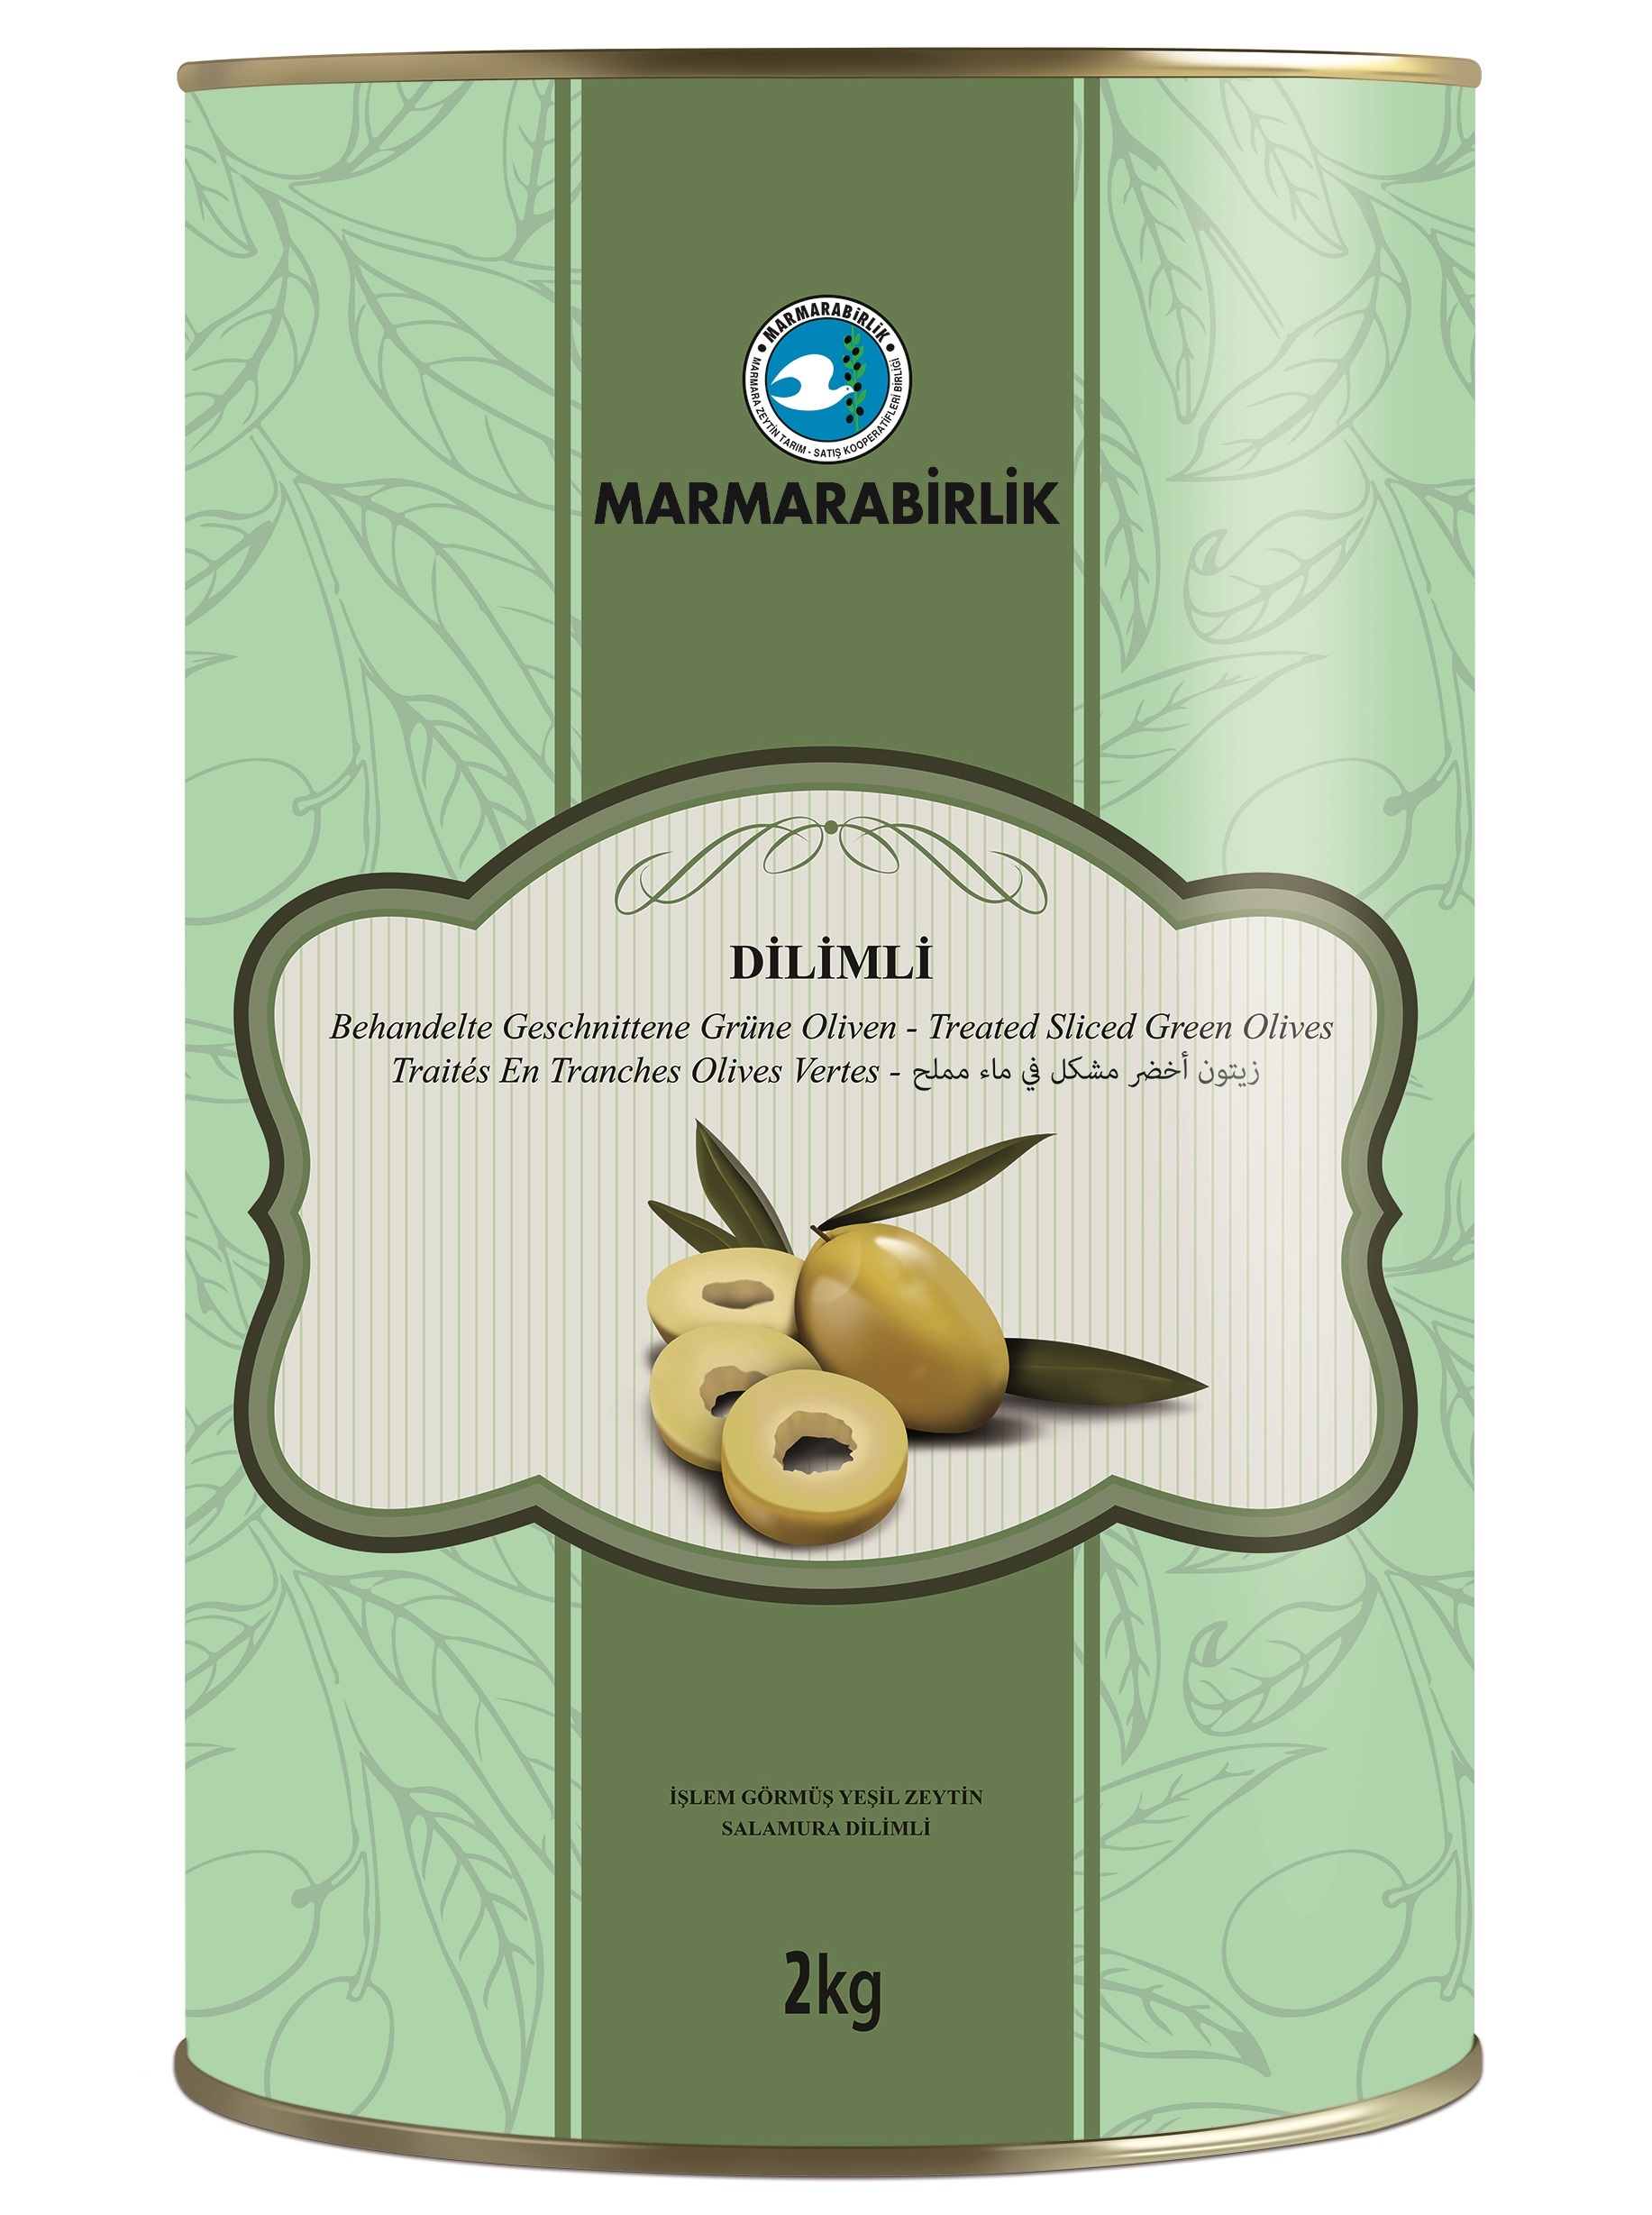 MARMARABİRLİK
MARMARA ZEYTİN TARIM - SATIŞ KOOPERATİFLERİ BİRLİĞİ
MARMARABİRLİK
DİLİMLİ
Behandelte Geschnittene Grüne Oliven - Treated Sliced Green Olives
Traités En Tranches Olives Vertes - زيتون أخضر مشكل في ماء مملح
İŞLEM GÖRMÜŞ YEŞİL ZEYTİN
SALAMURA DİLİMLİ
2kg